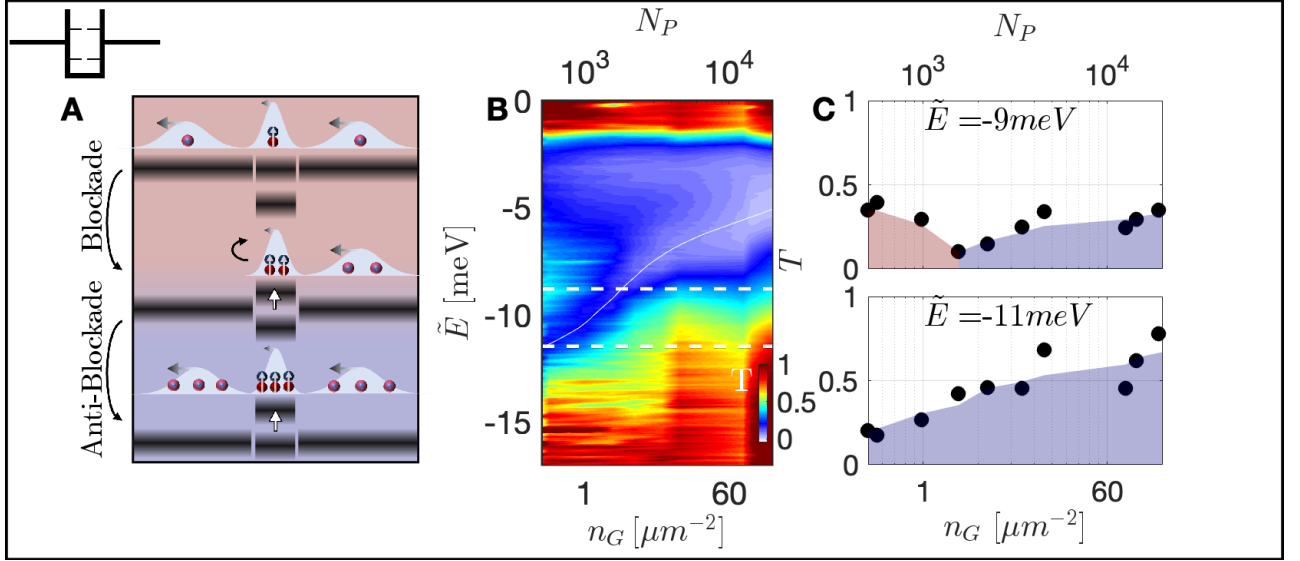 A
Blockade
Anti-Blockade
B
N_P
10^3
10^4
0
-5
-10
-15
Ẽ [meV]
T
1
0.5
0
1
60
n_G [μm^{-2}]
C
N_P
10^3
10^4
T
Ẽ =-9meV
1
0.5
0
Ẽ =-11meV
1
0.5
0
1
60
n_G [μm^{-2}]